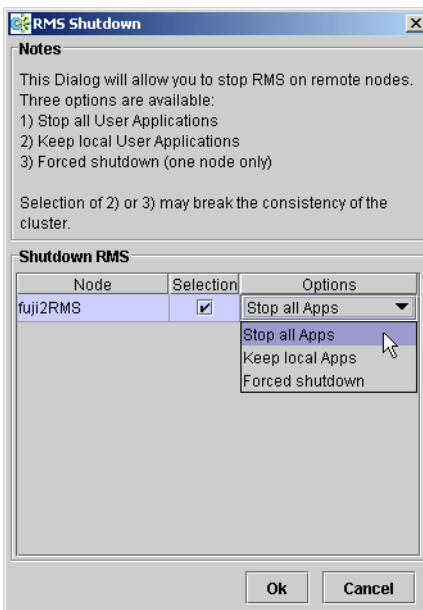 RMS Shutdown
Notes
This Dialog will allow you to stop RMS on remote nodes.
Three options are available:
1) Stop all User Applications
2) Keep local User Applications
3) Forced shutdown (one node only)
Selection of 2) or 3) may break the consistency of the
cluster.
Shutdown RMS
Node Selection Options
fuji2RMS Stop all Apps
Stop all Apps
Keep local Apps
Forced shutdown
Ok Cancel